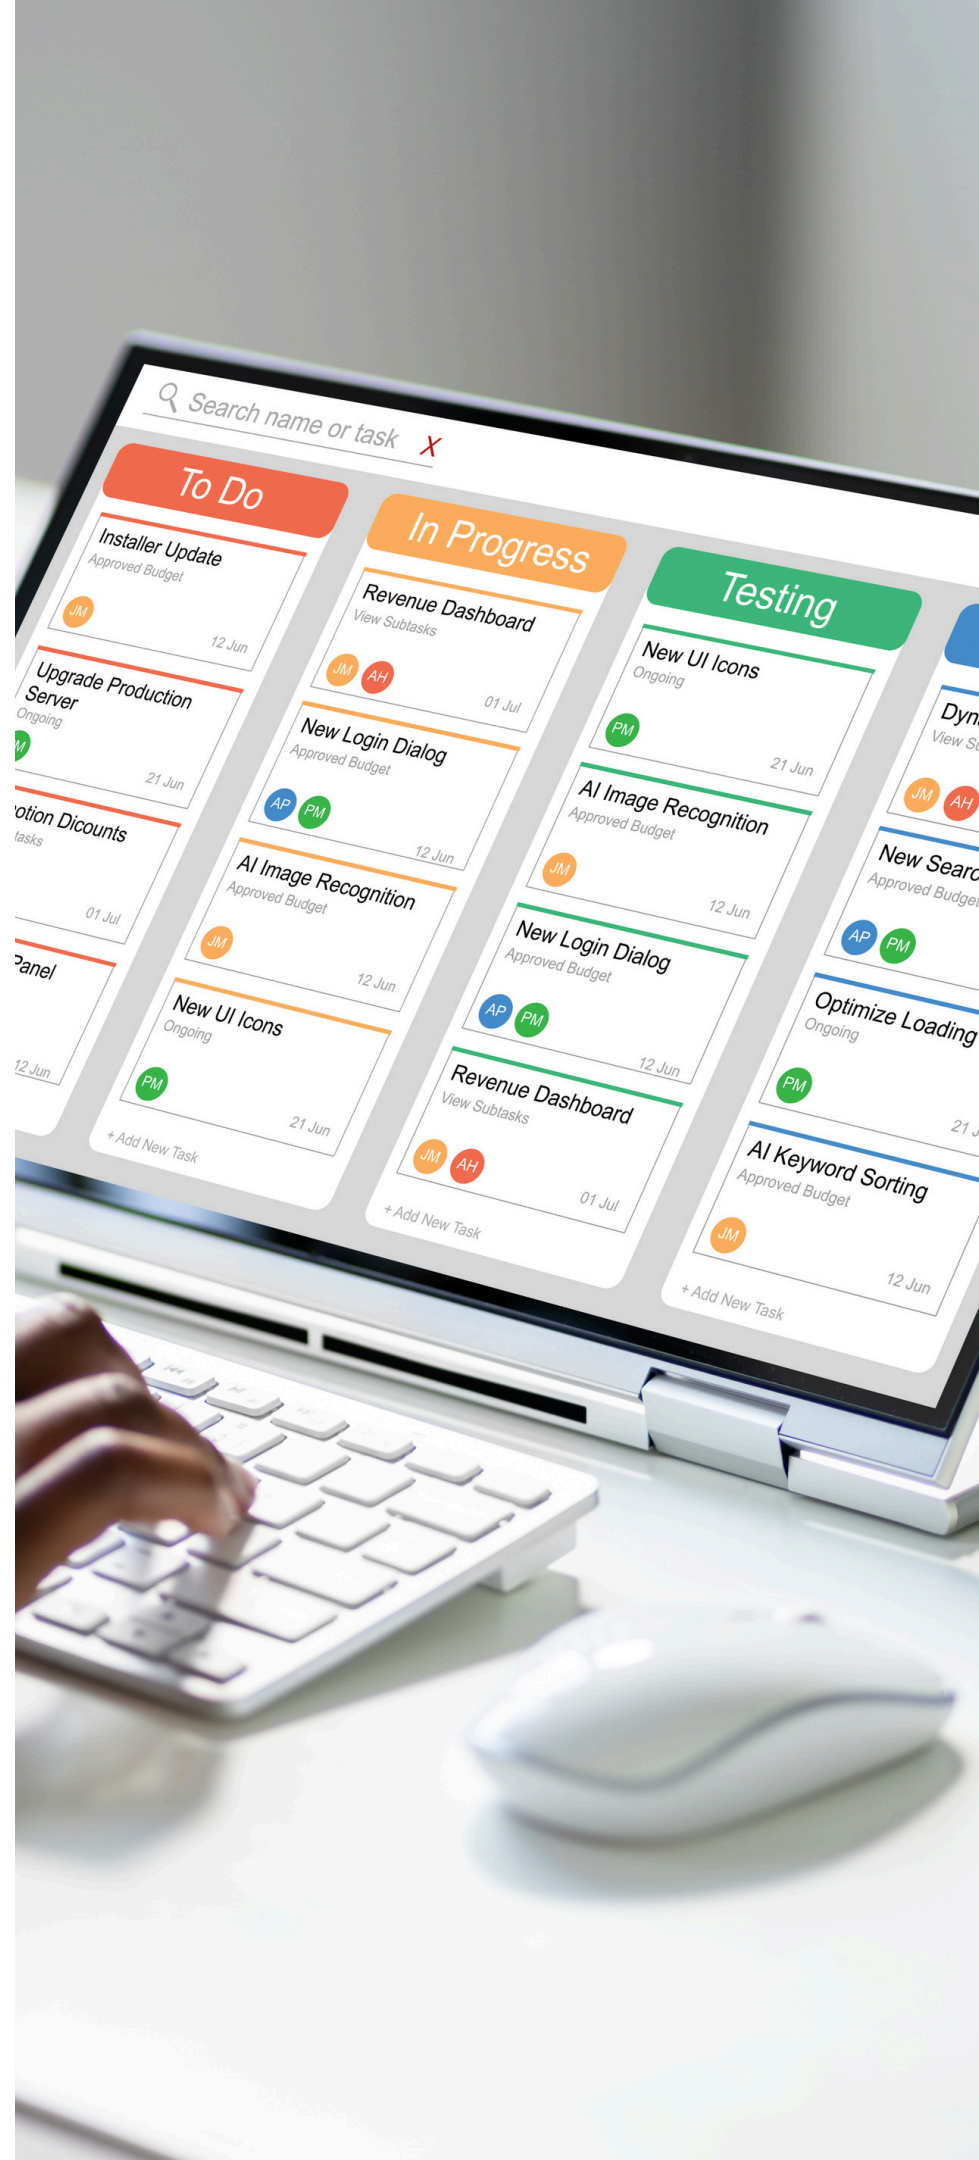 Search name or task X
To Do
Installer Update
Approved Budget
JM
12 Jun
Upgrade Production
Server
Ongoing
21 Jun
Dicounts
01 Jul
Panel
12 Jun
In Progress
Revenue Dashboard
View Subtasks
JM AH
01 Jul
New Login Dialog
Approved Budget
AP PM
12 Jun
AI Image Recognition
Approved Budget
JM
12 Jun
New UI Icons
Ongoing
PM
21 Jun
+ Add New Task
Testing
New UI Icons
Ongoing
PM
21 Jun
AI Image Recognition
Approved Budget
JM
12 Jun
New Login Dialog
Approved Budget
AP PM
12 Jun
Revenue Dashboard
View Subtasks
JM AH
01 Jul
+ Add New Task
View
JM AH
New
Approved Budget
AP PM
Optimize Loading
Ongoing
PM
21
AI Keyword Sorting
Approved Budget
JM
12 Jun
+ Add New Task